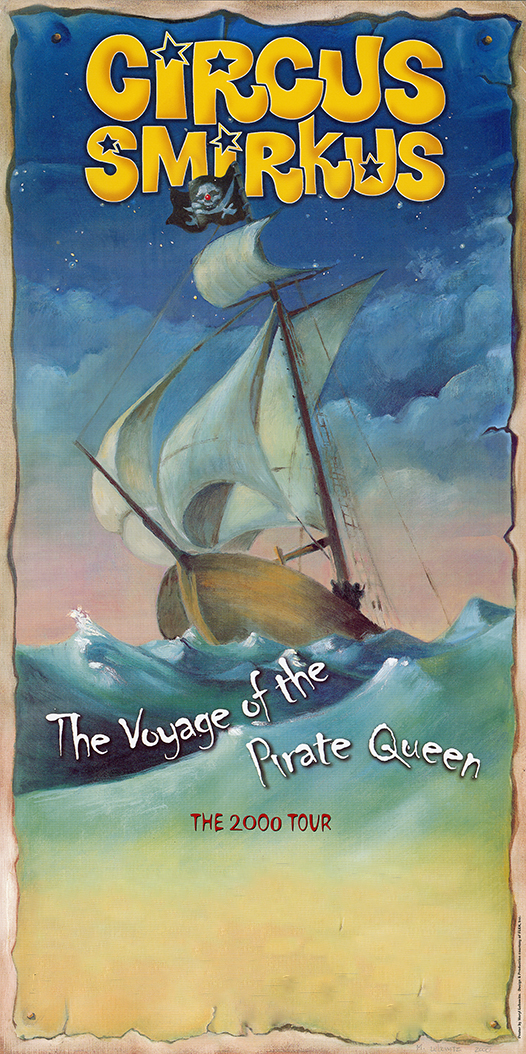 CIRCUS
SMIRKUS
The Voyage of the
Pirate Queen
THE 2000 TOUR